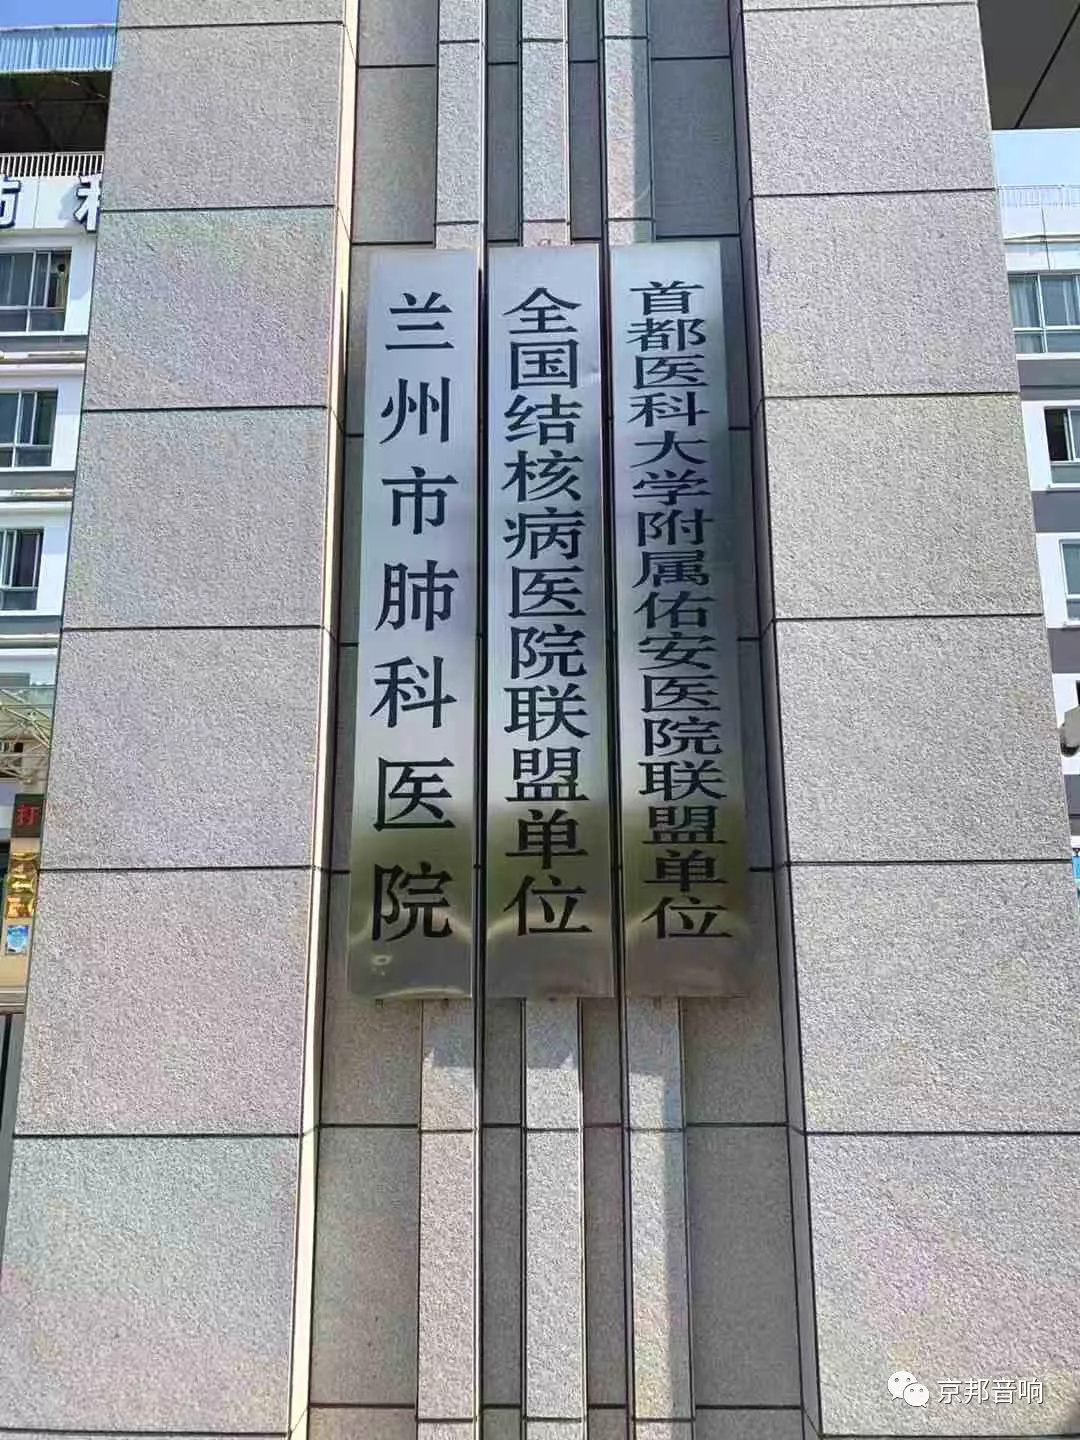 兰州市肺科医院
全国结核病医院联盟单位
首都医科大学附属佑安医院联盟单位
打
京邦音响